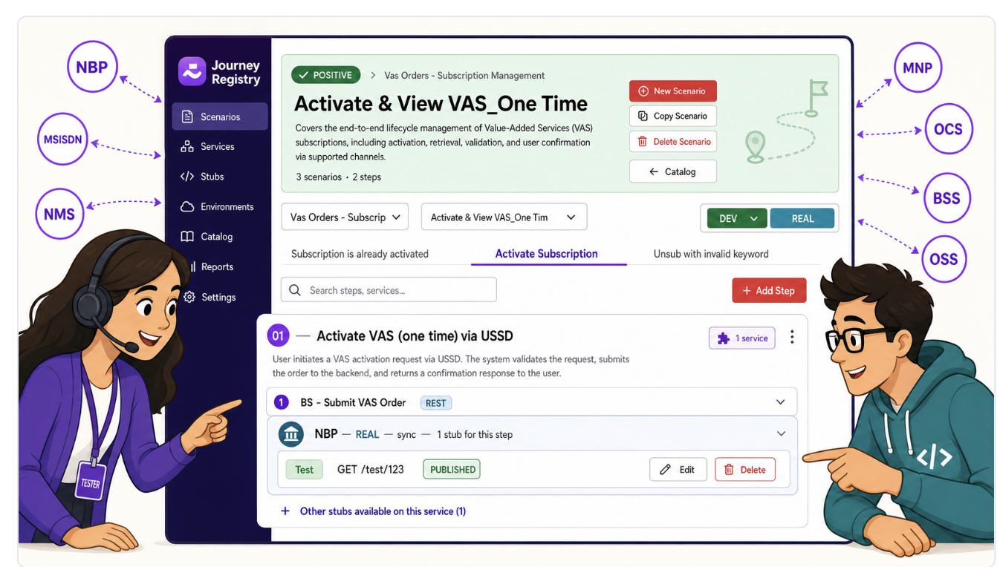 NBP
MSISDN
NMS
Journey
Registry
Scenarios
Services
Stubs
Environments
Catalog
Reports
Settings
TESTER
POSITIVE > Vas Orders - Subscription Management
Activate & View VAS_One Time
Covers the end-to-end lifecycle management of Value-Added Services (VAS)
subscriptions, including activation, retrieval, validation, and user confirmation
via supported channels.
3 scenarios • 2 steps
New Scenario
Copy Scenario
Delete Scenario
← Catalog
Vas Orders - Subscrip
Activate & View VAS_One Tim
DEV
REAL
Subscription is already activated
Activate Subscription
Unsub with invalid keyword
Search steps, services...
+ Add Step
01 — Activate VAS (one time) via USSD
1 service
User initiates a VAS activation request via USSD. The system validates the request, submits
the order to the backend, and returns a confirmation response to the user.
1 BS - Submit VAS Order REST
NBP — REAL — sync — 1 stub for this step
Test GET /test/123 PUBLISHED
Edit
Delete
+ Other stubs available on this service (1)
MNP
OCS
BSS
OSS
</>